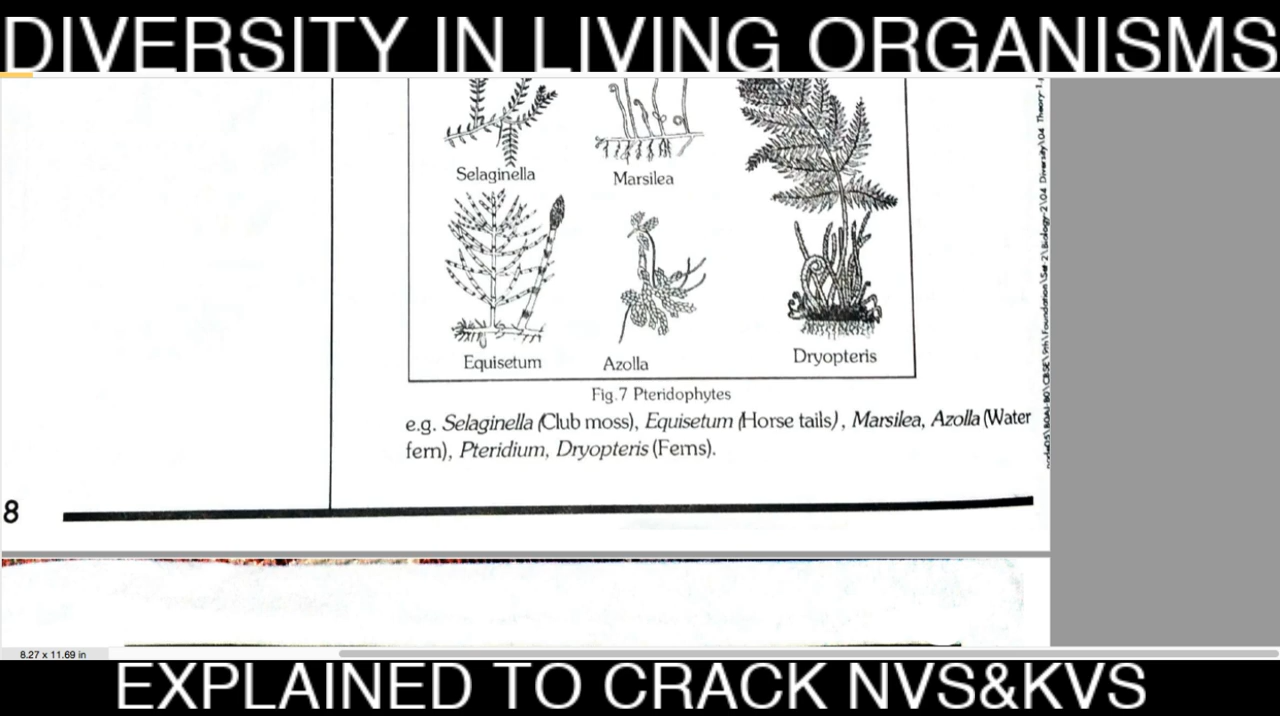 DIVERSITY IN LIVING ORGANISMS
Selaginella
Marsilea
Equisetum
Azolla
Dryopteris
Fig.7 Pteridophytes
e.g. Selaginella (Club moss), Equisetum (Horse tails), Marsilea, Azolla (Water
fern), Pteridium, Dryopteris (Ferns).
8
8.27 x 11.69 in
EXPLAINED TO CRACK NVS&KVS